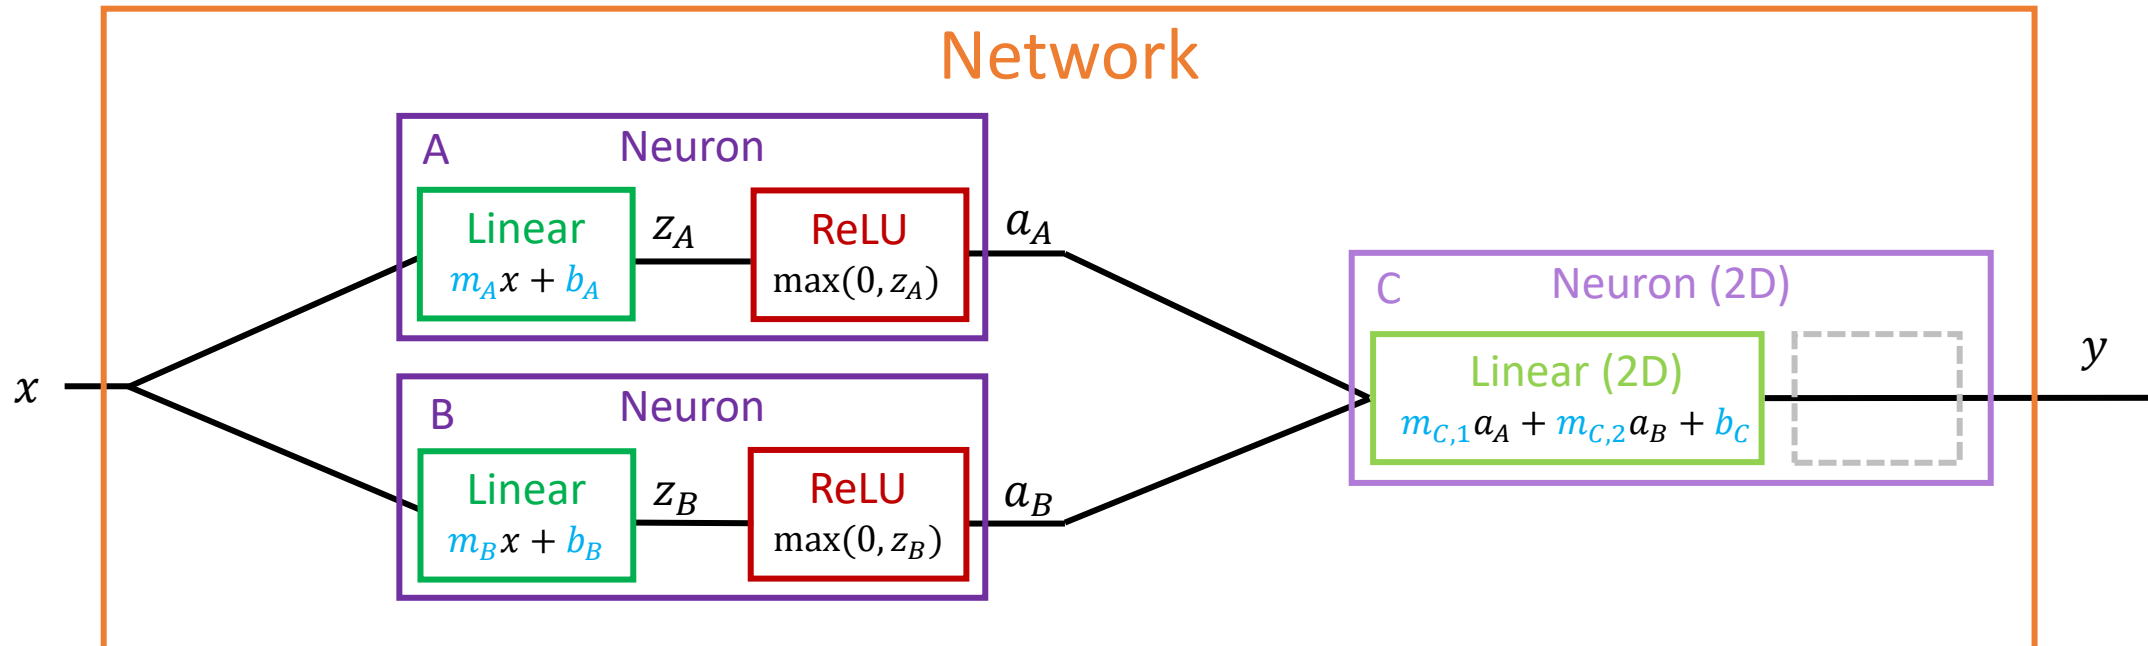 Network
A
Neuron
Linear
m_A x + b_A
z_A
ReLU
max(0, z_A)
a_A
B
Neuron
Linear
m_B x + b_B
z_B
ReLU
max(0, z_B)
a_B
x
C
Neuron (2D)
Linear (2D)
m_{C,1} a_A + m_{C,2} a_B + b_C
y